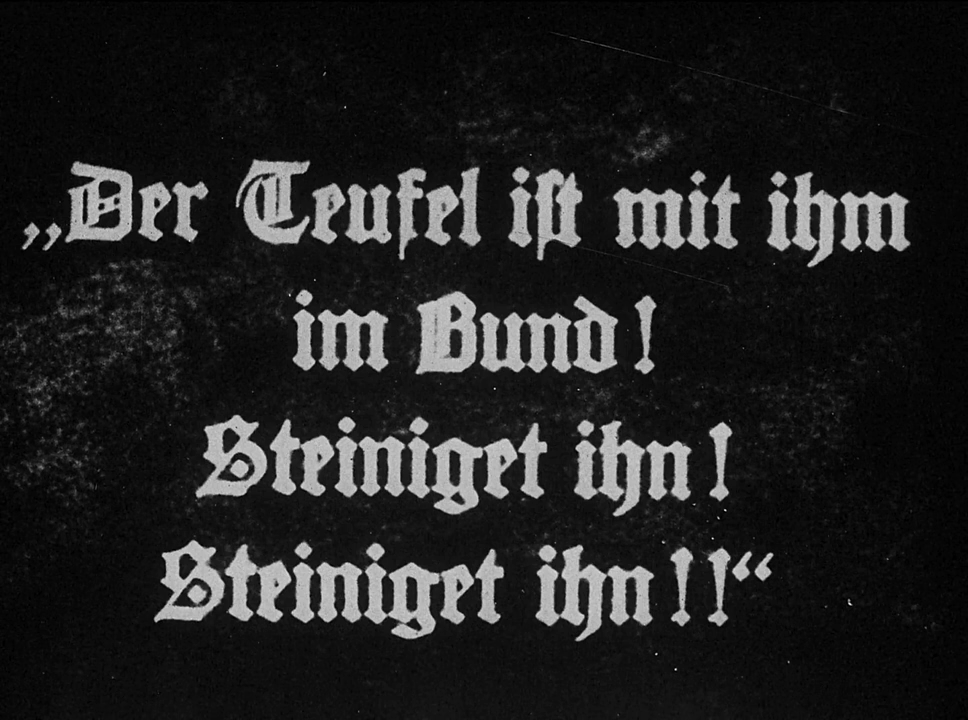 „Der Teufel iſt mit ihm
im Bund!
Steiniget ihn!
Steiniget ihn!!“